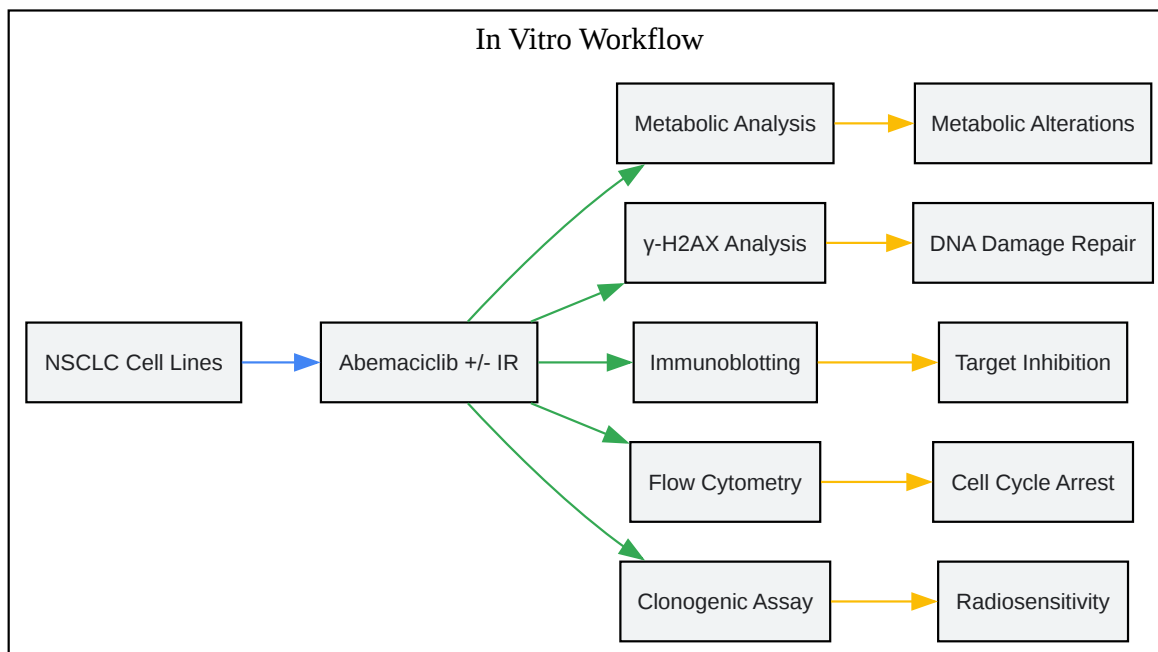 In Vitro Workflow
Metabolic Analysis
Metabolic Alterations
γ-H2AX Analysis
DNA Damage Repair
NSCLC Cell Lines
Abemaciclib +/- IR
Immunoblotting
Target Inhibition
Flow Cytometry
Cell Cycle Arrest
Clonogenic Assay
Radiosensitivity